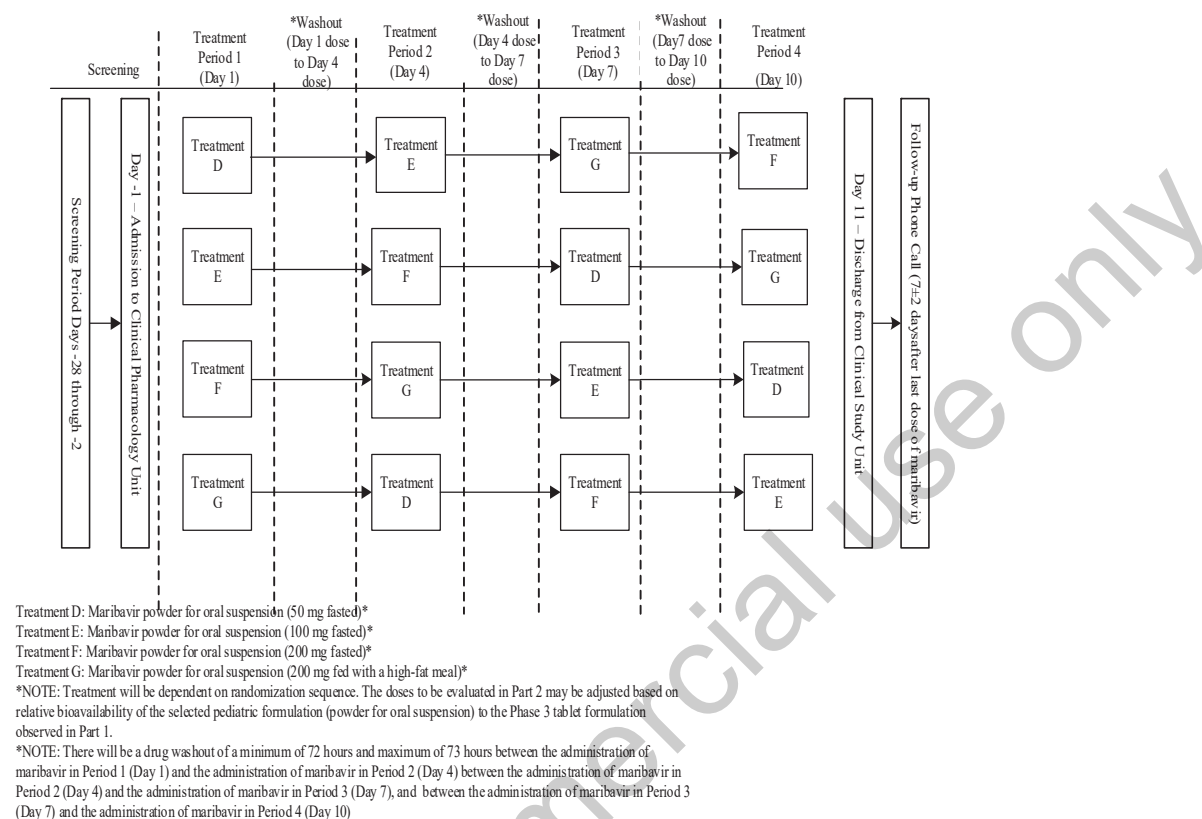 Screening
Treatment
Period 1
(Day 1)
*Washout
(Day 1 dose
to Day 4
dose)
Treatment
Period 2
(Day 4)
*Washout
(Day 4 dose
to Day 7
dose)
Treatment
Period 3
(Day 7)
*Washout
(Day7 dose
to Day 10
dose)
Treatment
Period 4
(Day 10)
Screening Period Days -28 through -2
Day -1 – Admission to Clinical Pharmacology Unit
Treatment
D
Treatment
E
Treatment
G
Treatment
F
Treatment
E
Treatment
F
Treatment
D
Treatment
G
Treatment
F
Treatment
G
Treatment
E
Treatment
D
Treatment
G
Treatment
D
Treatment
F
Treatment
E
Day 11 – Discharge from Clinical Study Unit
Follow-up Phone Call (7±2 daysafter last dose of maribavir)
Treatment D: Maribavir powder for oral suspension (50 mg fasted)*
Treatment E: Maribavir powder for oral suspension (100 mg fasted)*
Treatment F: Maribavir powder for oral suspension (200 mg fasted)*
Treatment G: Maribavir powder for oral suspension (200 mg fed with a high-fat meal)*
*NOTE: Treatment will be dependent on randomization sequence. The doses to be evaluated in Part 2 may be adjusted based on
relative bioavailability of the selected pediatric formulation (powder for oral suspension) to the Phase 3 tablet formulation
observed in Part 1.
*NOTE: There will be a drug washout of a minimum of 72 hours and maximum of 73 hours between the administration of
maribavir in Period 1 (Day 1) and the administration of maribavir in Period 2 (Day 4) between the administration of maribavir in
Period 2 (Day 4) and the administration of maribavir in Period 3 (Day 7), and between the administration of maribavir in Period 3
(Day 7) and the administration of maribavir in Period 4 (Day 10)
mercial use only